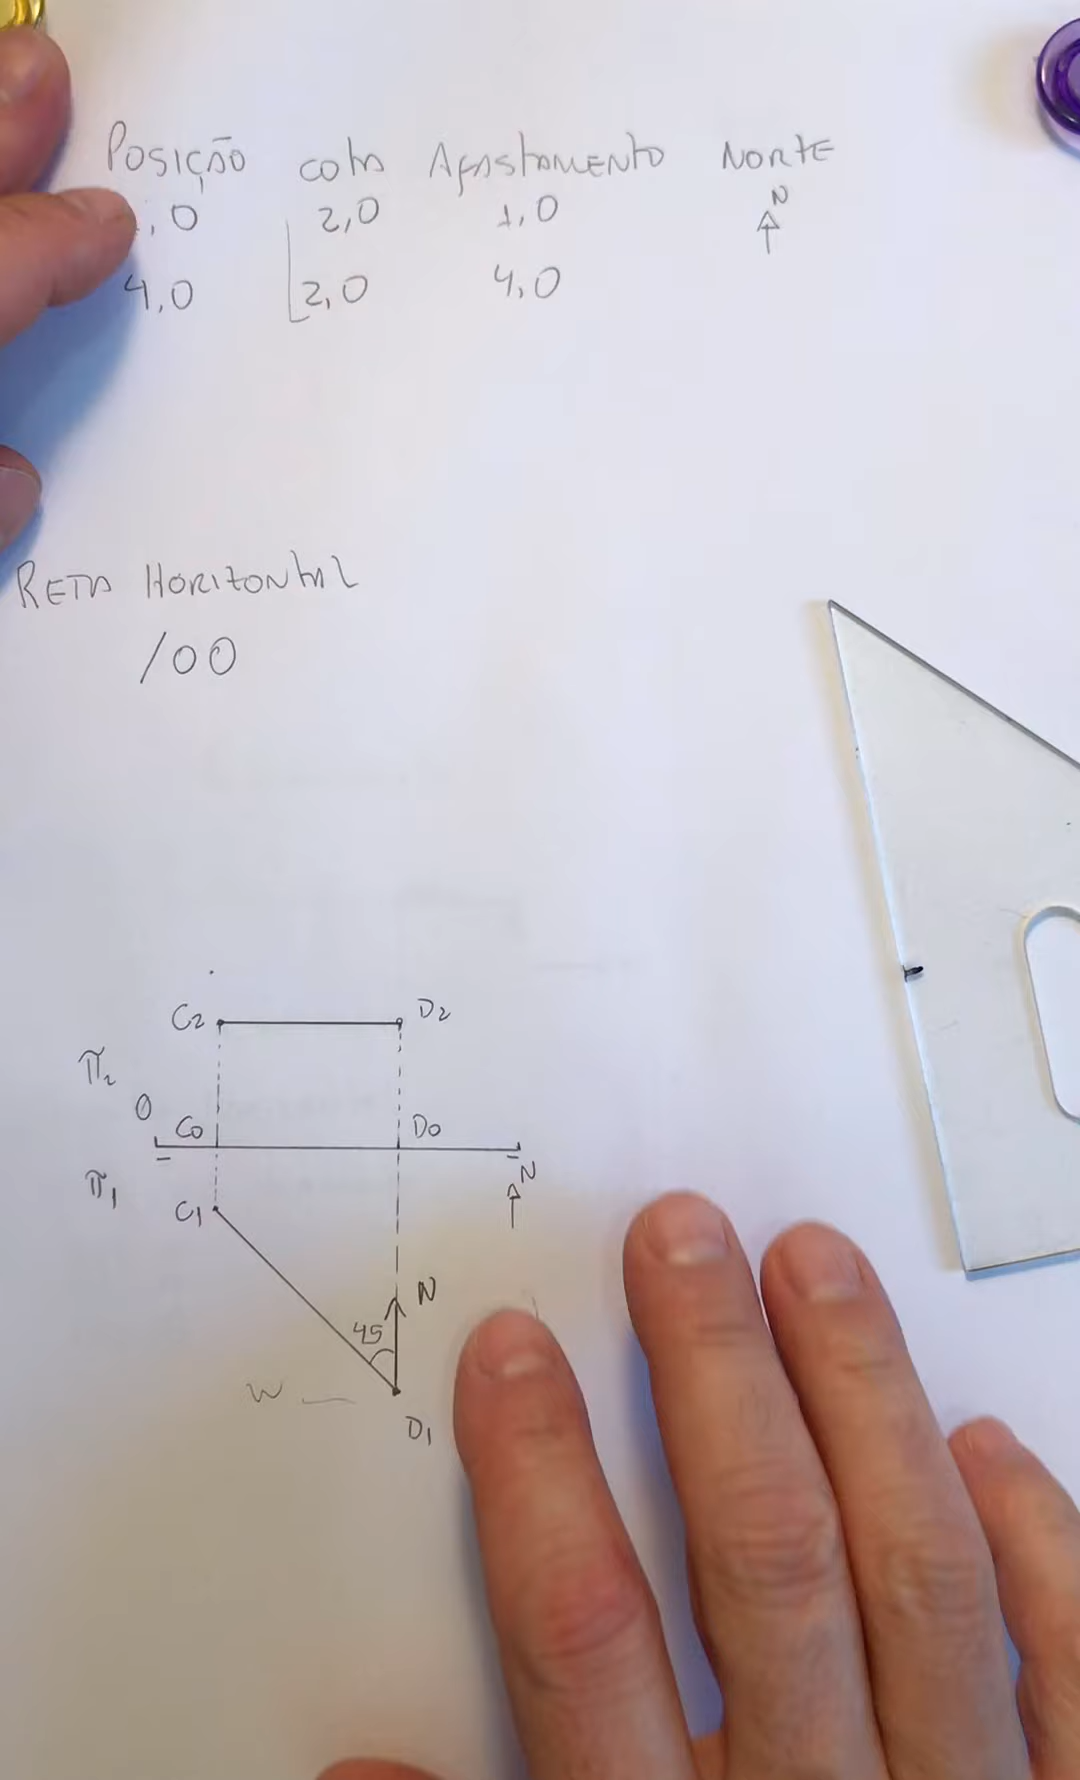 Posição cota Afastamento Norte
,0 2,0 1,0 N
4,0 2,0 4,0
Reta Horizontal
/00
C2 D2
π2
0 C0 D0
π1 N
C1
N
45
W
D1